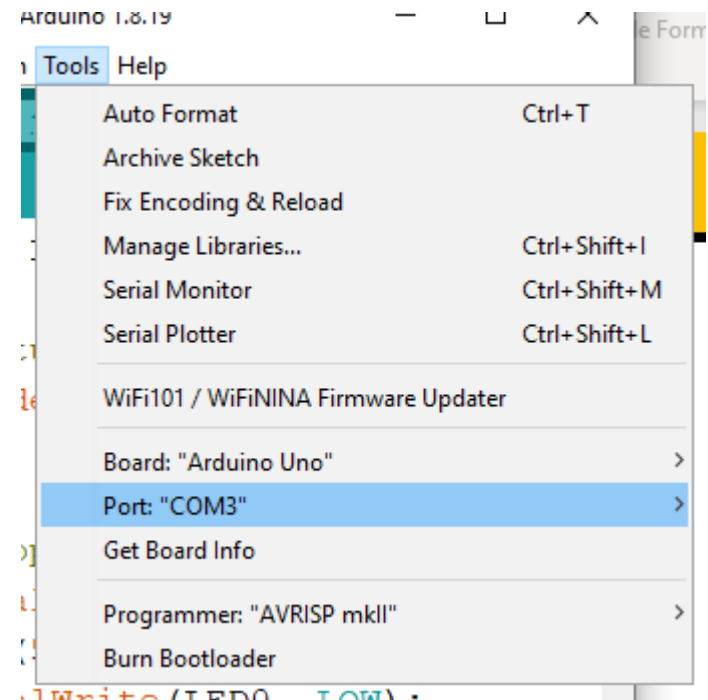 Arduino 1.8.19
e Form
Tools Help
Auto Format Ctrl+T
Archive Sketch
Fix Encoding & Reload
Manage Libraries... Ctrl+Shift+I
Serial Monitor Ctrl+Shift+M
Serial Plotter Ctrl+Shift+L
WiFi101 / WiFiNINA Firmware Updater
Board: "Arduino Uno"
Port: "COM3"
Get Board Info
Programmer: "AVRISP mkII"
Burn Bootloader
lWrite(LED0, LOW);